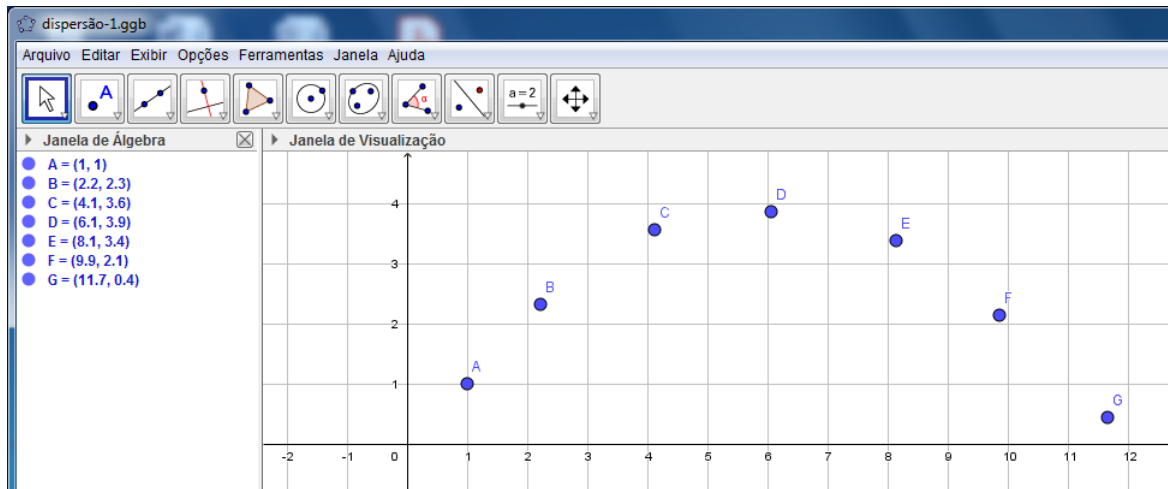 dispersão-1.ggb
Arquivo Editar Exibir Opções Ferramentas Janela Ajuda
A
α
a=2
Janela de Álgebra
Janela de Visualização
A = (1, 1)
B = (2.2, 2.3)
C = (4.1, 3.6)
D = (6.1, 3.9)
E = (8.1, 3.4)
F = (9.9, 2.1)
G = (11.7, 0.4)
4
3
2
1
A
B
C
D
E
F
G
-2 -1 0 1 2 3 4 5 6 7 8 9 10 11 12